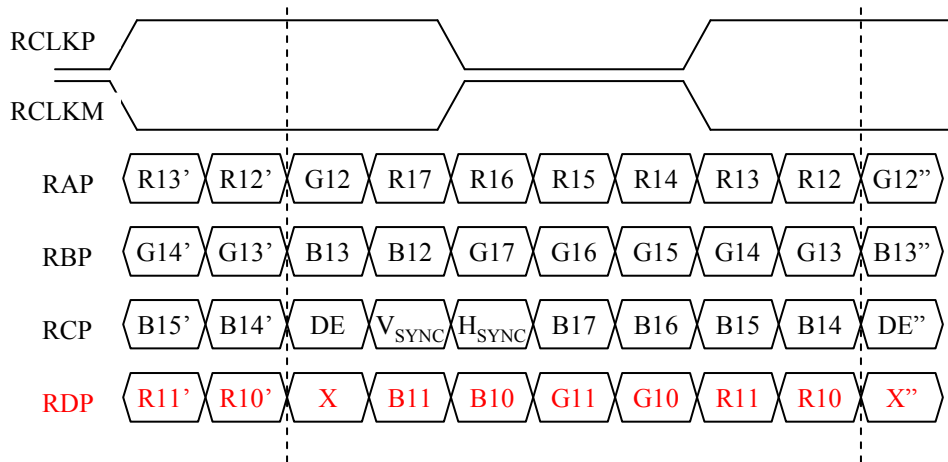 RCLKP
RCLKM
RAP R13’ R12’ G12 R17 R16 R15 R14 R13 R12 G12”
RBP G14’ G13’ B13 B12 G17 G16 G15 G14 G13 B13”
RCP B15’ B14’ DE VSYNC HSYNC B17 B16 B15 B14 DE”
RDP R11’ R10’ X B11 B10 G11 G10 R11 R10 X”